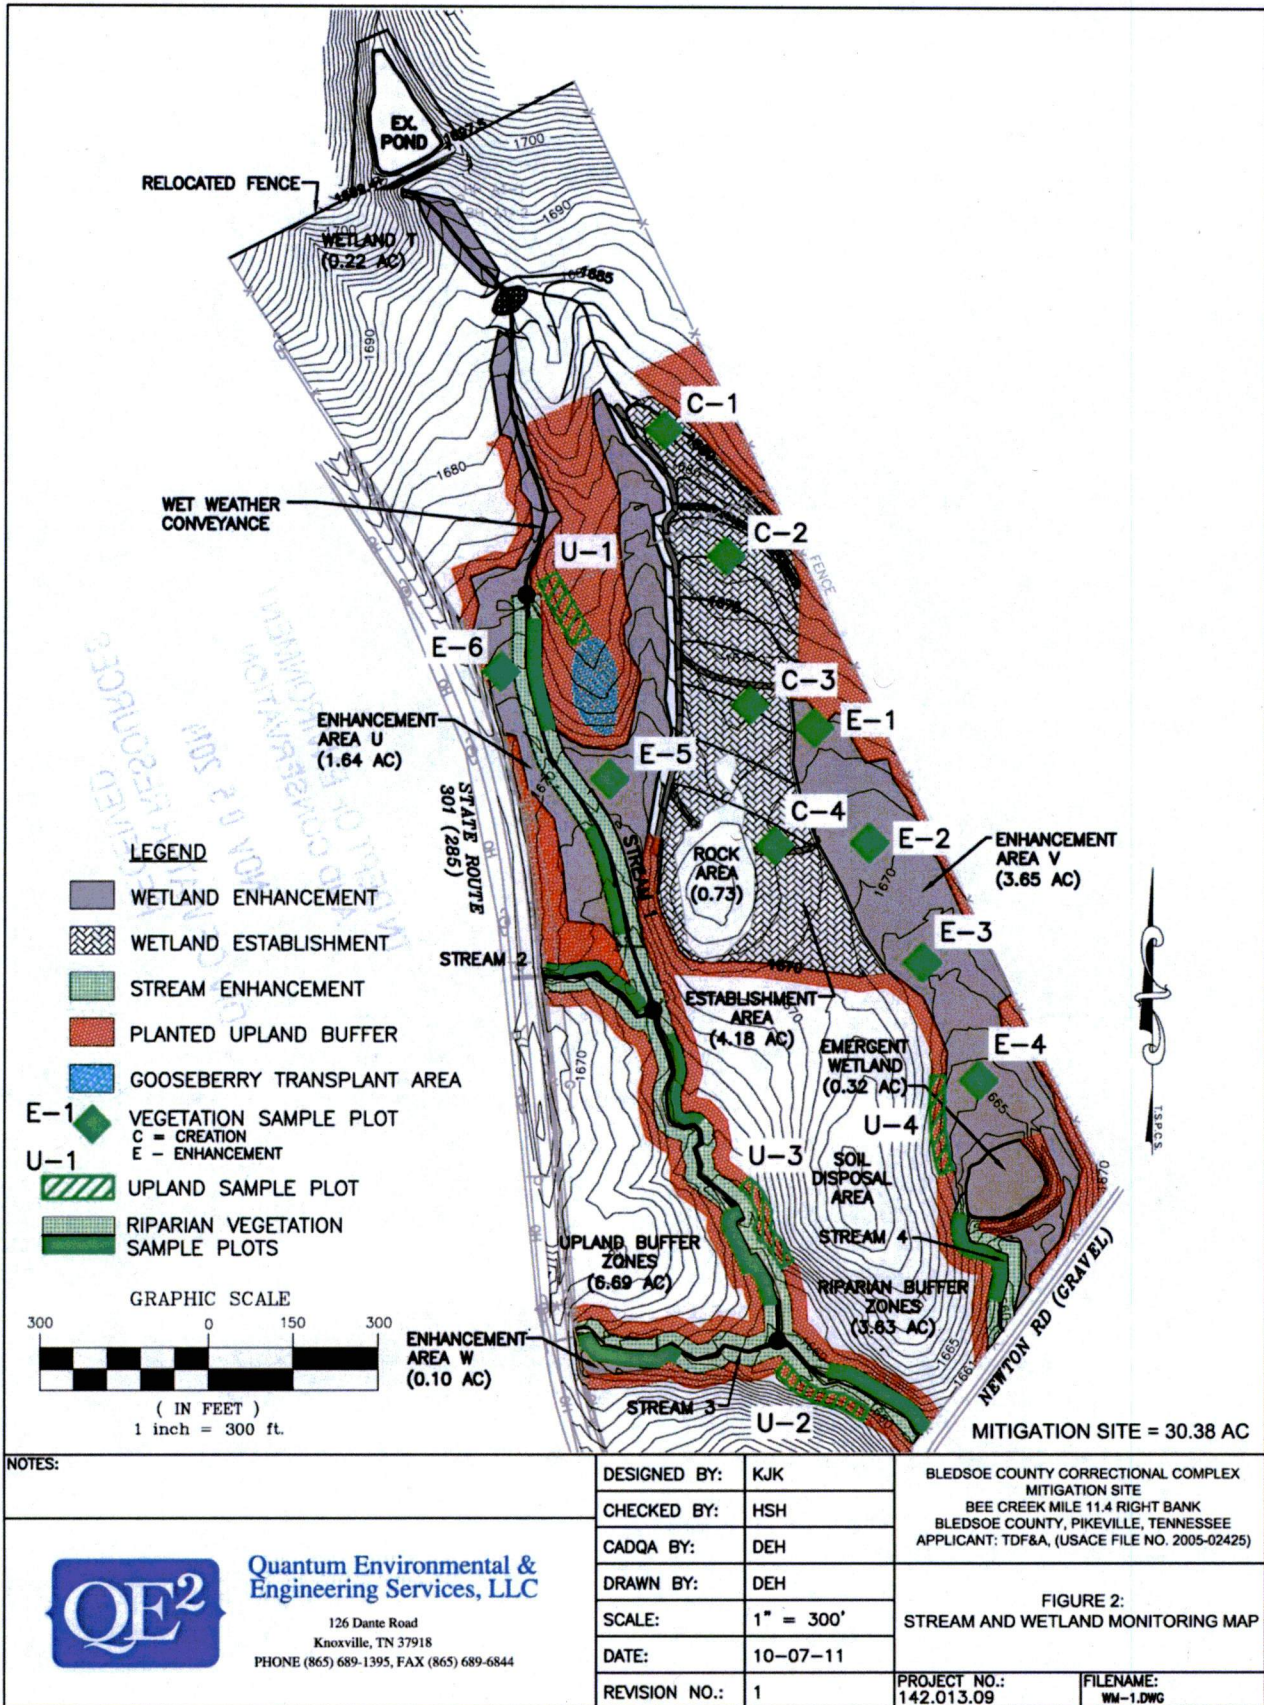 EX.
POND
1697.5
1700
RELOCATED FENCE
1700
WETLAND T
(0.22 AC)
1690
1685
1690
1680
C-1
WET WEATHER
CONVEYANCE
C-2
U-1
FENCE
E-6
C-3
E-1
ENHANCEMENT
AREA U
(1.64 AC)
E-5
STATE ROUTE
301 (285)
C-4
E-2
ENHANCEMENT
AREA V
(3.65 AC)
1670
STREAM 1
ROCK
AREA
(0.73)
E-3
LEGEND
WETLAND ENHANCEMENT
WETLAND ESTABLISHMENT
STREAM ENHANCEMENT
PLANTED UPLAND BUFFER
GOOSEBERRY TRANSPLANT AREA
E-1
VEGETATION SAMPLE PLOT
C = CREATION
E - ENHANCEMENT
U-1
UPLAND SAMPLE PLOT
RIPARIAN VEGETATION
SAMPLE PLOTS
STREAM 2
1670
1670
1670
ESTABLISHMENT
AREA
(4.18 AC)
EMERGENT
WETLAND
(0.32 AC)
E-4
665
U-4
U-3
SOIL
DISPOSAL
AREA
1670
T.S.P.C.S.
STREAM 4
UPLAND BUFFER
ZONES
(6.69 AC)
RIPARIAN BUFFER
ZONES
(3.63 AC)
1665
1661
NEWTON RD (GRAVEL)
GRAPHIC SCALE
300 0 150 300
( IN FEET )
1 inch = 300 ft.
ENHANCEMENT
AREA W
(0.10 AC)
STREAM 3
U-2
MITIGATION SITE = 30.38 AC
NOTES:
DESIGNED BY: KJK
CHECKED BY: HSH
CADQA BY: DEH
DRAWN BY: DEH
SCALE: 1" = 300'
DATE: 10-07-11
REVISION NO.: 1
BLEDSOE COUNTY CORRECTIONAL COMPLEX
MITIGATION SITE
BEE CREEK MILE 11.4 RIGHT BANK
BLEDSOE COUNTY, PIKEVILLE, TENNESSEE
APPLICANT: TDF&A, (USACE FILE NO. 2005-02425)
FIGURE 2:
STREAM AND WETLAND MONITORING MAP
PROJECT NO.:
142.013.09
FILENAME:
WM-1.DWG
QE2
Quantum Environmental &
Engineering Services, LLC
126 Dante Road
Knoxville, TN 37918
PHONE (865) 689-1395, FAX (865) 689-6844